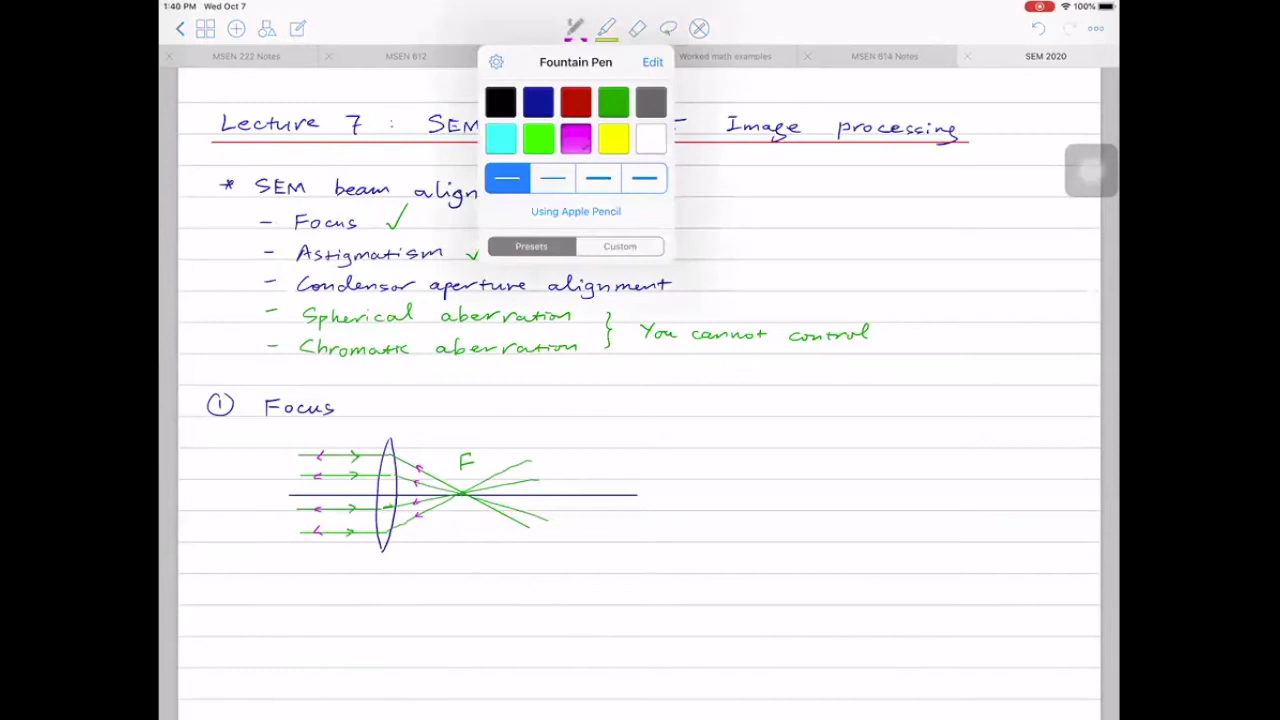 1:40 PM Wed Oct 7
100%
MSEN 222 Notes
MSEN 612
Worked math examples
MSEN 614 Notes
SEM 2020
Fountain Pen
Edit
Using Apple Pencil
Presets
Custom
Lecture 7 : SEM - Image processing
* SEM beam align
- Focus ✓
- Astigmatism ✓
- Condensor aperture alignment
- Spherical aberration
- Chromatic aberration } You cannot control
① Focus
F